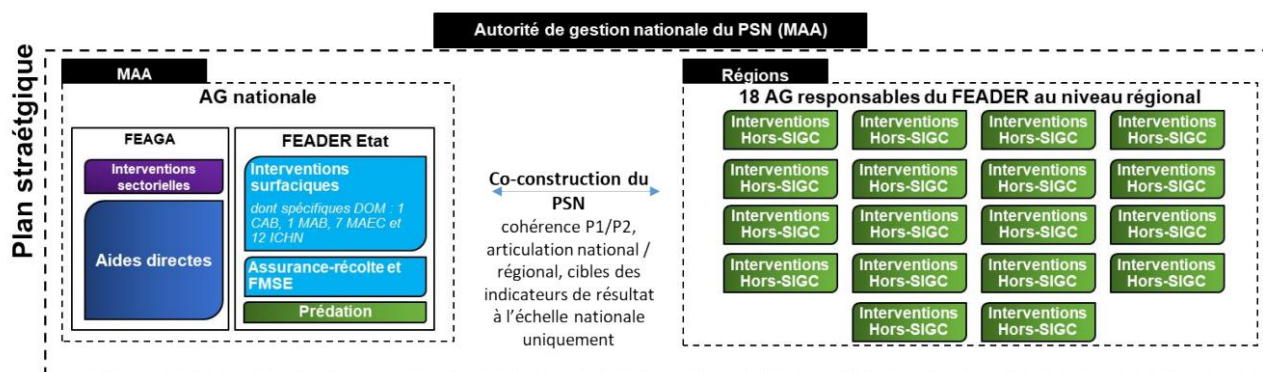 Autorité de gestion nationale du PSN (MAA)
Plan straétgique
MAA
AG nationale
FEAGA
Interventions
sectorielles
Aides directes
FEADER Etat
Interventions
surfaciques
dont spécifiques DOM : 1
CAB, 1 MAB, 7 MAEC et
12 ICHN
Assurance-récolte et
FMSE
Prédation
Co-construction du
PSN
cohérence P1/P2,
articulation national /
régional, cibles des
indicateurs de résultat
à l’échelle nationale
uniquement
Régions
18 AG responsables du FEADER au niveau régional
Interventions
Hors-SIGC
Interventions
Hors-SIGC
Interventions
Hors-SIGC
Interventions
Hors-SIGC
Interventions
Hors-SIGC
Interventions
Hors-SIGC
Interventions
Hors-SIGC
Interventions
Hors-SIGC
Interventions
Hors-SIGC
Interventions
Hors-SIGC
Interventions
Hors-SIGC
Interventions
Hors-SIGC
Interventions
Hors-SIGC
Interventions
Hors-SIGC
Interventions
Hors-SIGC
Interventions
Hors-SIGC
Interventions
Hors-SIGC
Interventions
Hors-SIGC